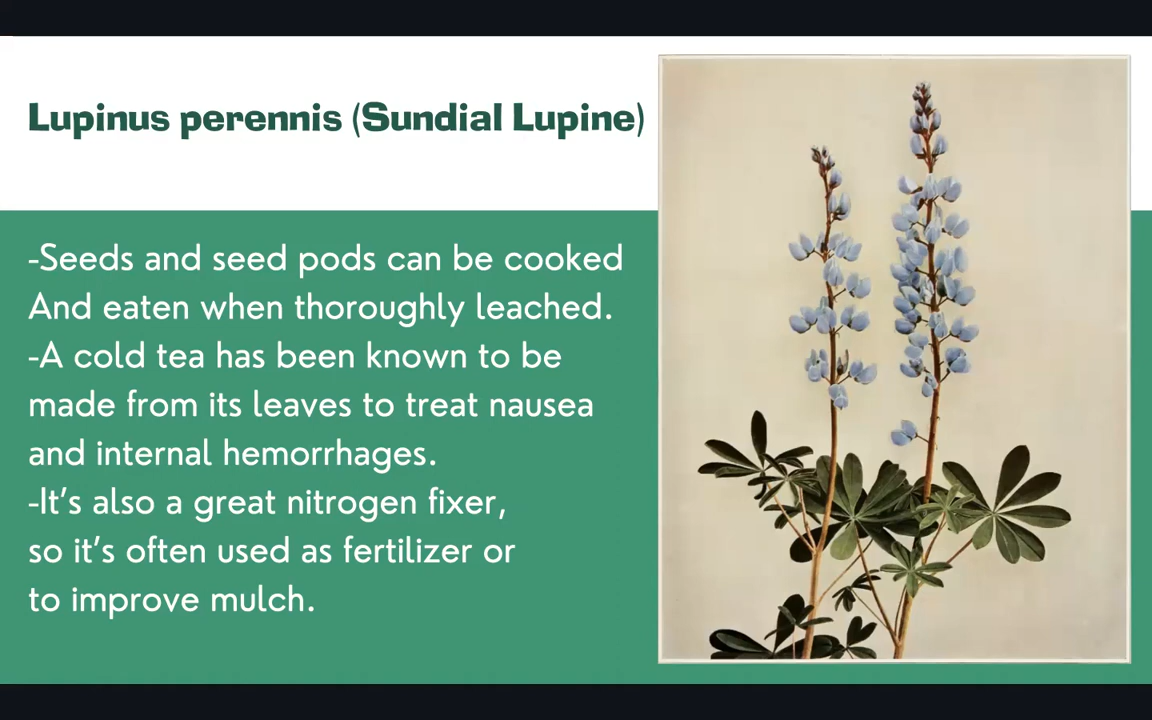 Lupinus perennis (Sundial Lupine)
-Seeds and seed pods can be cooked
And eaten when thoroughly leached.
-A cold tea has been known to be
made from its leaves to treat nausea
and internal hemorrhages.
-It’s also a great nitrogen fixer,
so it’s often used as fertilizer or
to improve mulch.